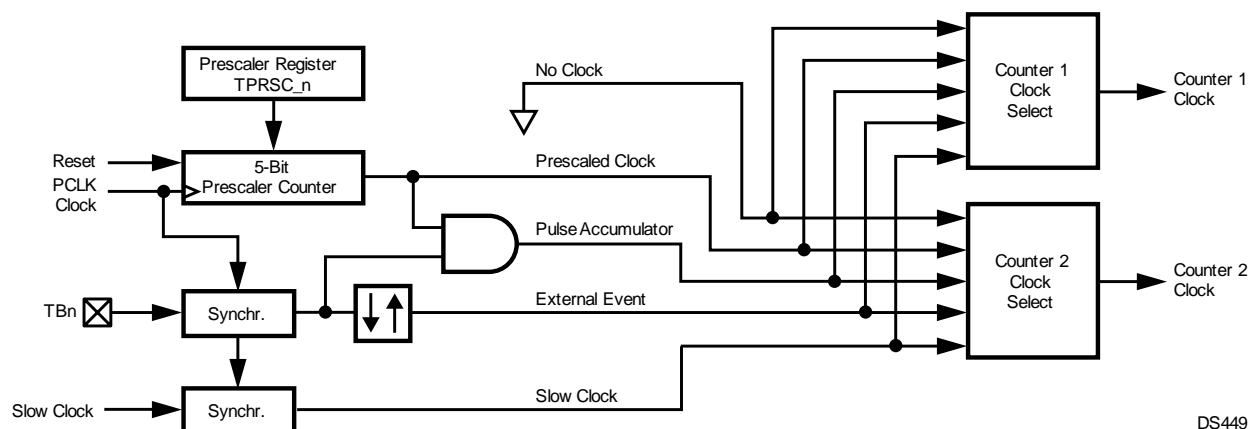 Prescaler Register
TPRSC_n
No Clock
Counter 1
Clock
Select
Counter 1
Clock
Reset
PCLK
Clock
5-Bit
Prescaler Counter
Prescaled Clock
Pulse Accumulator
Counter 2
Clock
Select
Counter 2
Clock
TBn
Synchr.
External Event
Slow Clock
Synchr.
Slow Clock
DS449